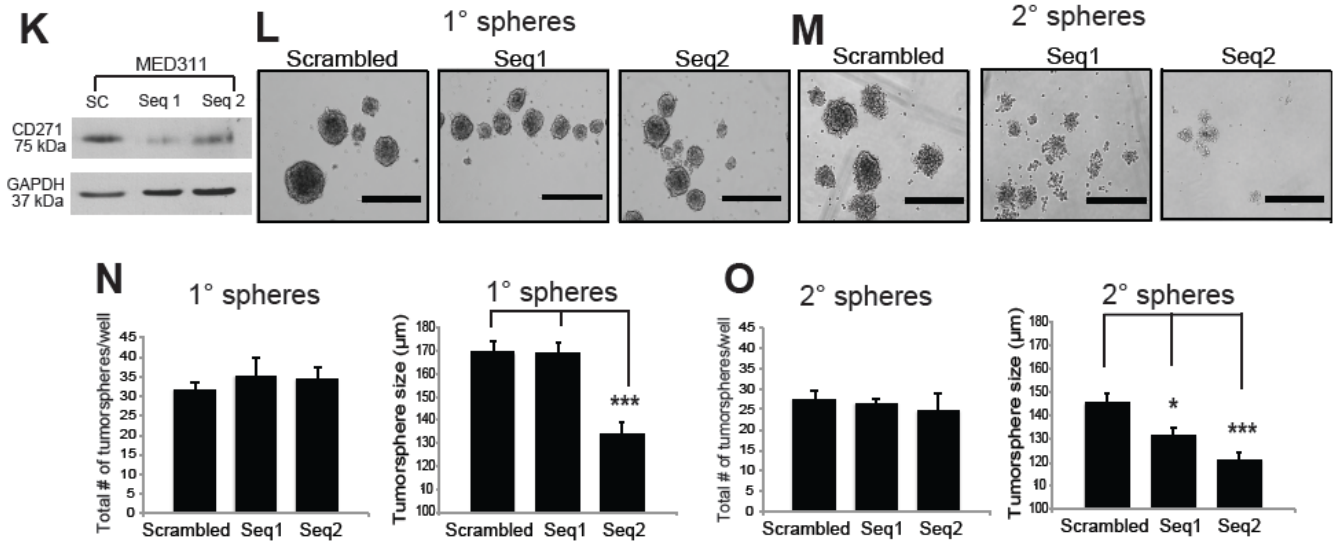 K
MED311
SC Seq 1 Seq 2
CD271
75 kDa
GAPDH
37 kDa
L
1° spheres
Scrambled Seq1 Seq2
M
2° spheres
Scrambled Seq1 Seq2
N
1° spheres
Total # of tumorspheres/well
45
40
35
30
25
20
15
10
5
0
Scrambled Seq1 Seq2
1° spheres
Tumorsphere size (µm)
180
170
160
150
140
130
120
10
100
***
Scrambled Seq1 Seq2
O
2° spheres
Total # of tumorspheres/well
45
40
35
30
25
20
15
10
5
0
Scrambled Seq1 Seq2
2° spheres
Tumorsphere size (µm)
180
170
160
150
140
130
120
10
100
*
***
Scrambled Seq1 Seq2